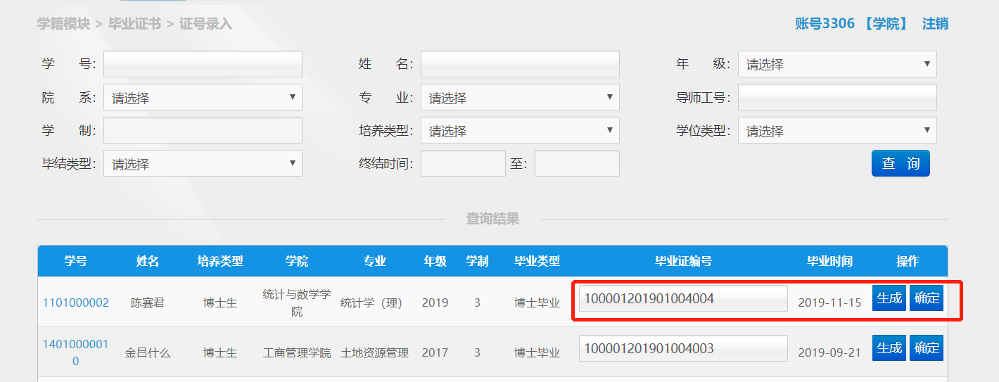 学籍模块 > 毕业证书 > 证号录入
账号3306 【学院】 注销
学 号：
姓 名：
年 级： 请选择
院 系： 请选择
专 业： 请选择
导师工号：
学 制：
培养类型： 请选择
学位类型： 请选择
毕结类型： 请选择
终结时间： 至：
查 询
查询结果
学号 姓名 培养类型 学院 专业 年级 学制 毕业类型 毕业证编号 毕业时间 操作
1101000002 陈赛君 博士生 统计与数学学
院 统计学（理） 2019 3 博士毕业 100001201901004004 2019-11-15 生成 确定
1401000001
0 金吕什么 博士生 工商管理学院 土地资源管理 2017 3 博士毕业 100001201901004003 2019-09-21 生成 确定